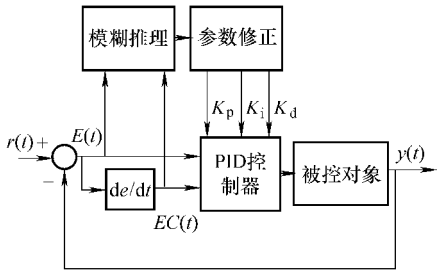 模糊推理
参数修正
Kp
Ki
Kd
r(t)
+
E(t)
y(t)
PID控
制器
被控对象
−
de/dt
EC(t)